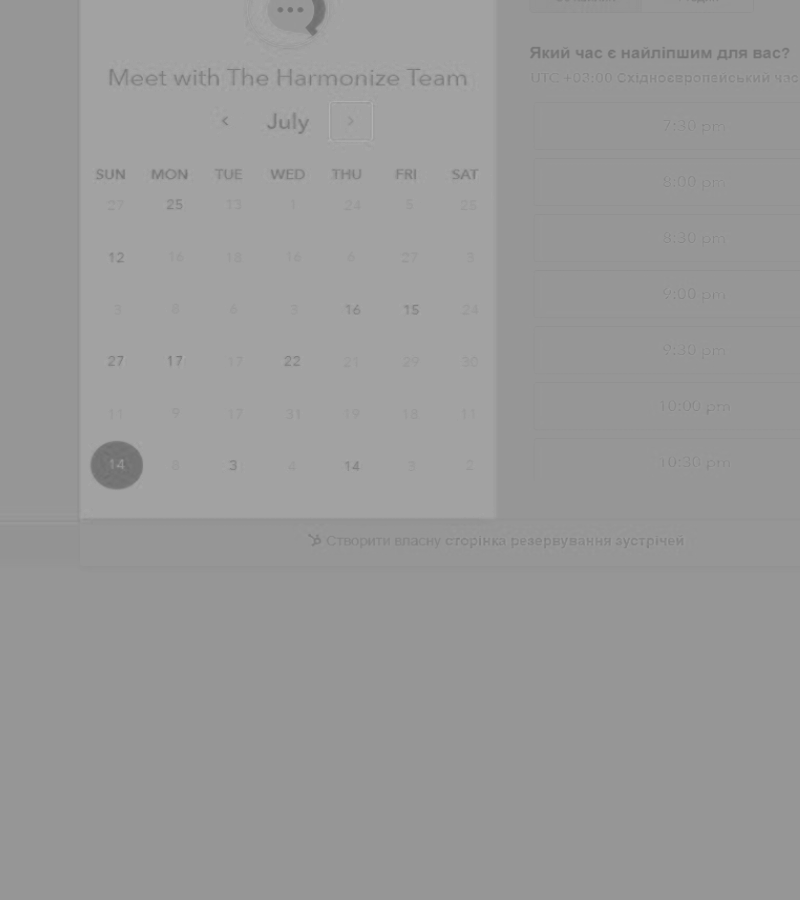 Meet with The Harmonize Team
July
SUN MON TUE WED THU FRI SAT
27 25 13 1 24 5 25
12 16 18 16 6 27 3
3 8 6 3 16 15 24
27 17 17 22 21 29 30
11 9 17 31 19 18 11
14 8 3 4 14 3 2
Який час є найліпшим для вас?
UTC +03:00 Східноєвропейський час
7:30 pm
8:00 pm
8:30 pm
9:00 pm
9:30 pm
10:00 pm
10:30 pm
Створити власну сторінка резервування зустрічей